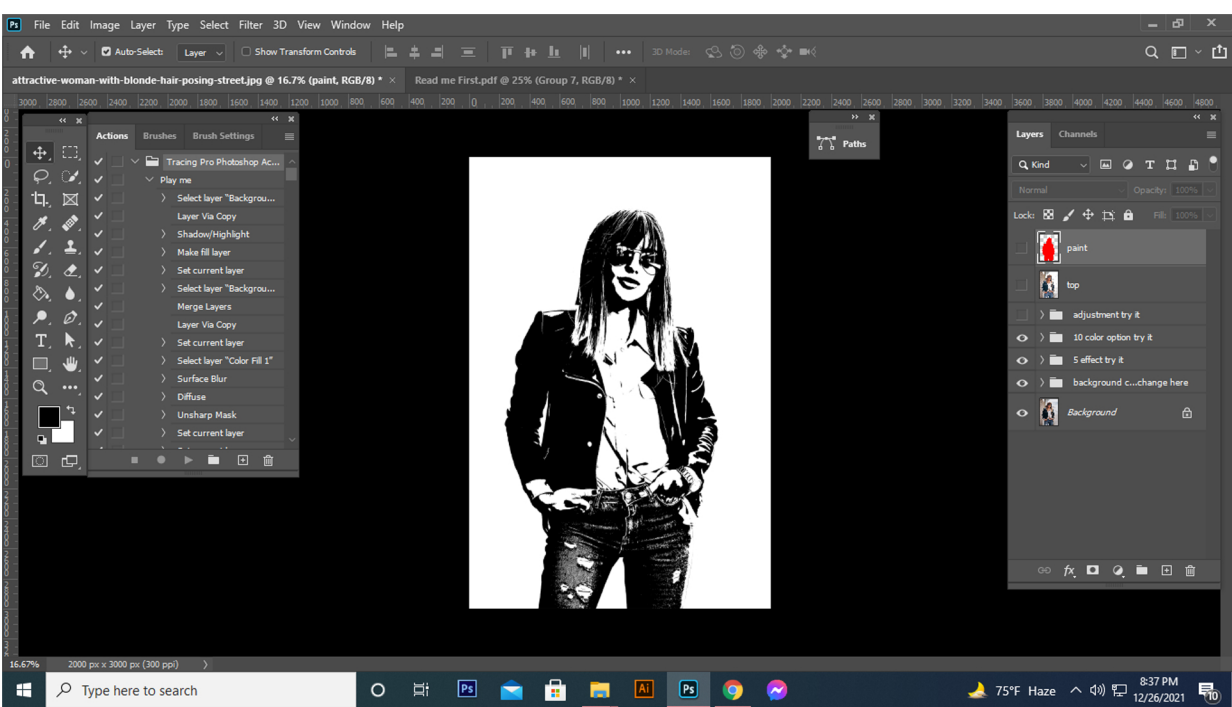 Ps File Edit Image Layer Type Select Filter 3D View Window Help
Auto-Select: Layer Show Transform Controls 3D Mode:
attractive-woman-with-blonde-hair-posing-street.jpg @ 16.7% (paint, RGB/8) * × Read me First.pdf @ 25% (Group 7, RGB/8) * ×
3000 2800 2600 2400 2200 2000 1800 1600 1400 1200 1000 800 600 400 200 0 200 400 600 800 1000 1200 1400 1600 1800 2000 2200 2400 2600 2800 3000 3200 3400 3600 3800 4000 4200 4400 4600 4800
Actions Brushes Brush Settings
Tracing Pro Photoshop Ac...
Play me
Select layer "Backgrou...
Layer Via Copy
Shadow/Highlight
Make fill layer
Set current layer
Select layer "Backgrou...
Merge Layers
Layer Via Copy
Set current layer
Select layer "Color Fill 1"
Surface Blur
Diffuse
Unsharp Mask
Set current layer
Paths
Layers Channels
Kind
Normal Opacity: 100%
Lock: Fill: 100%
paint
top
adjustment try it
10 color option try it
5 effect try it
background c...change here
Background
fx
16.67% 2000 px x 3000 px (300 ppi)
Type here to search
Ps Ai Ps
75°F Haze
8:37 PM
12/26/2021
10